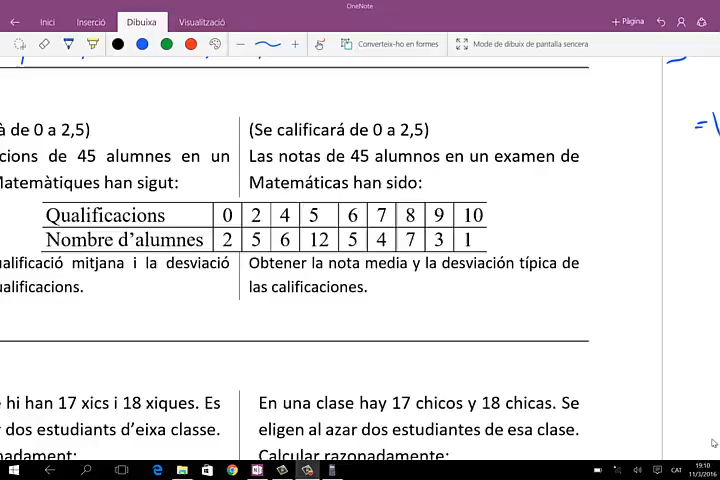 OneNote
Inici Inserció Dibuixa Visualització + Pàgina
Converteix-ho en formes Mode de dibuix de pantalla sencera
à de 0 a 2,5) (Se calificará de 0 a 2,5)
cions de 45 alumnes en un Las notas de 45 alumnos en un examen de
Matemàtiques han sigut: Matemáticas han sido:
Qualificacions 0 2 4 5 6 7 8 9 10
Nombre d'alumnes 2 5 6 12 5 4 7 3 1
ualificació mitjana i la desviació Obtener la nota media y la desviación típica de
ualificacions. las calificaciones.
e hi han 17 xics i 18 xiques. Es En una clase hay 17 chicos y 18 chicas. Se
r dos estudiants d'eixa classe. eligen al azar dos estudiantes de esa clase.
nadament: Calcular razonadamente:
CAT 19:10
11/3/2016